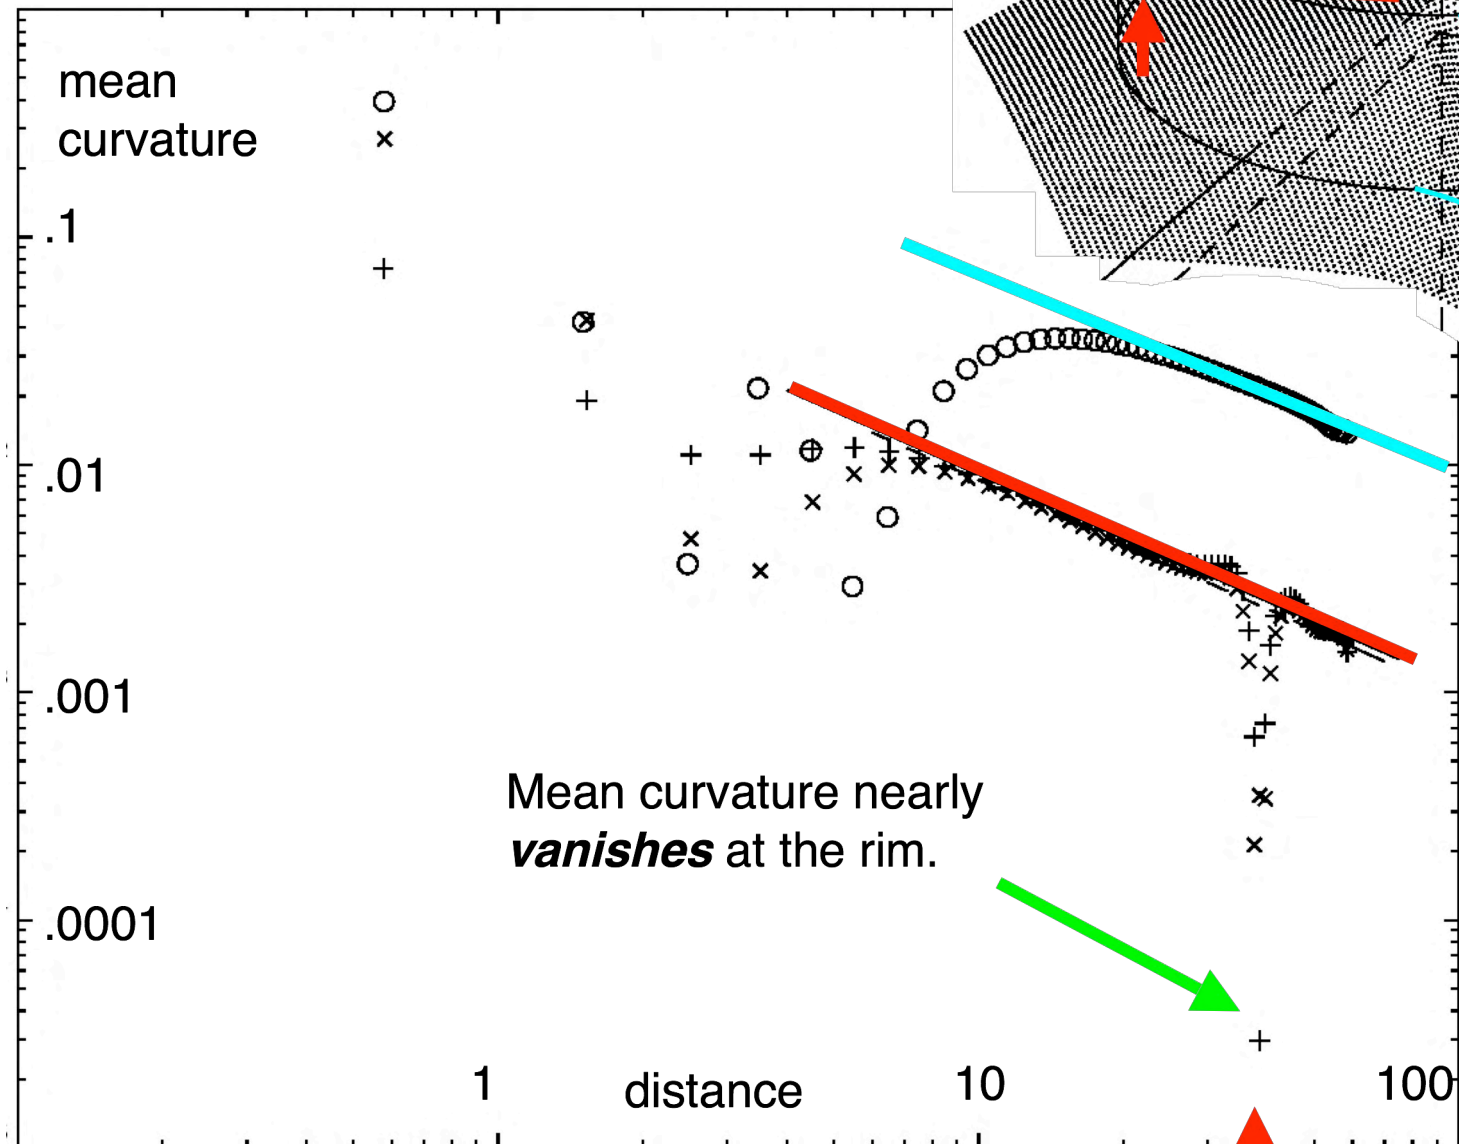 mean
curvature
.1
.01
.001
Mean curvature nearly
vanishes at the rim.
.0001
1
distance
10
100